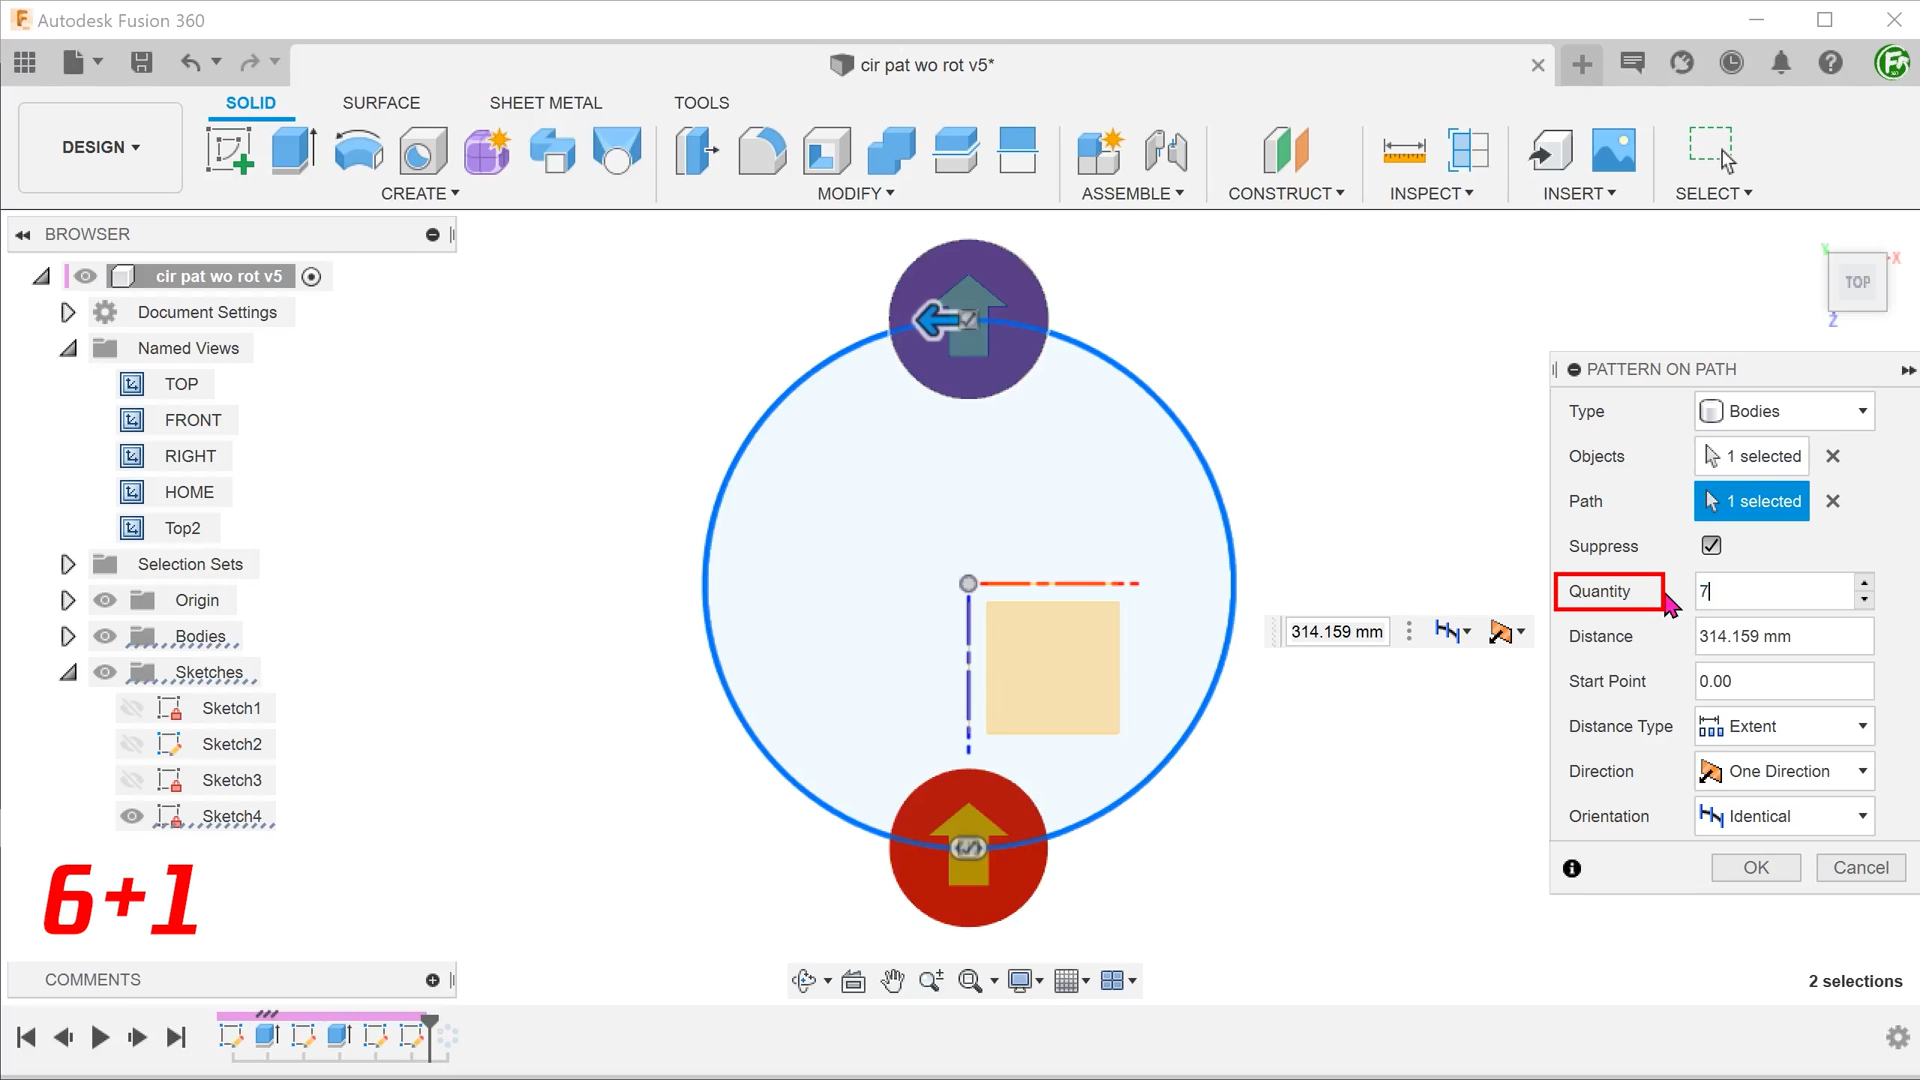 Autodesk Fusion 360
cir pat wo rot v5*
DESIGN
SOLID
SURFACE
SHEET METAL
TOOLS
CREATE
MODIFY
ASSEMBLE
CONSTRUCT
INSPECT
INSERT
SELECT
BROWSER
cir pat wo rot v5
Document Settings
Named Views
TOP
FRONT
RIGHT
HOME
Top2
Selection Sets
Origin
Bodies
Sketches
Sketch1
Sketch2
Sketch3
Sketch4
6+1
314.159 mm
Y
X
TOP
Z
PATTERN ON PATH
Type Bodies
Objects 1 selected
Path 1 selected
Suppress
Quantity 7
Distance 314.159 mm
Start Point 0.00
Distance Type Extent
Direction One Direction
Orientation Identical
OK Cancel
COMMENTS
2 selections